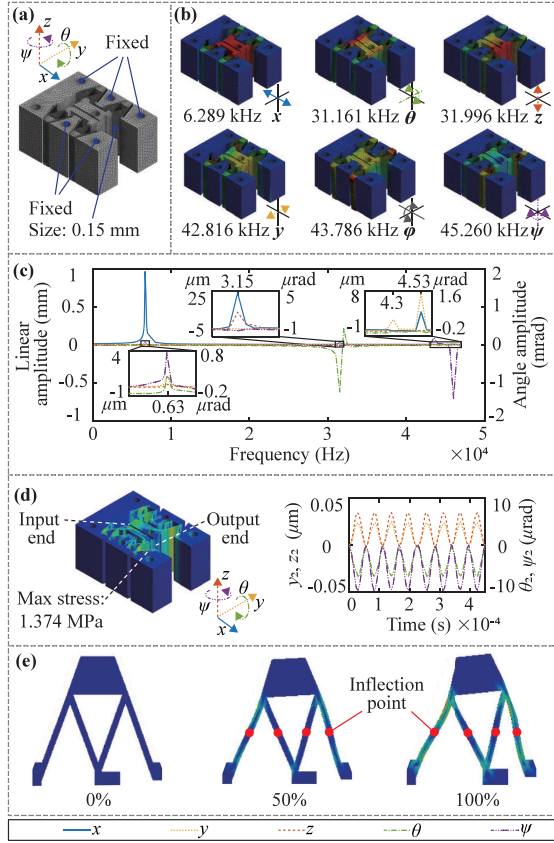 (a)
z
θ
ψ
y
x
Fixed
Fixed
Size: 0.15 mm
(b)
6.289 kHz x
31.161 kHz θ
31.996 kHz z
42.816 kHz y
43.786 kHz φ
45.260 kHz ψ
(c)
Linear amplitude (mm)
1
0.5
0
-0.5
-1
μm
3.15
μrad
25
5
-5
-1
μm
4.53
μrad
8
4.3
1.6
-1
-0.2
4
0.8
-1
-0.2
μm
0.63
μrad
2
1
0
-1
-2
Angle amplitude (mrad)
0
1
2
3
4
5
Frequency (Hz)
×10⁴
(d)
Input end
Output end
Max stress: 1.374 MPa
z
ψ
θ
y
x
y₂, z₂ (μm)
0.05
0
-0.05
10
0
-10
θ₂, ψ₂ (μrad)
0
1
2
3
4
Time (s) ×10⁻⁴
(e)
Inflection point
0%
50%
100%
x
y
z
θ
ψ